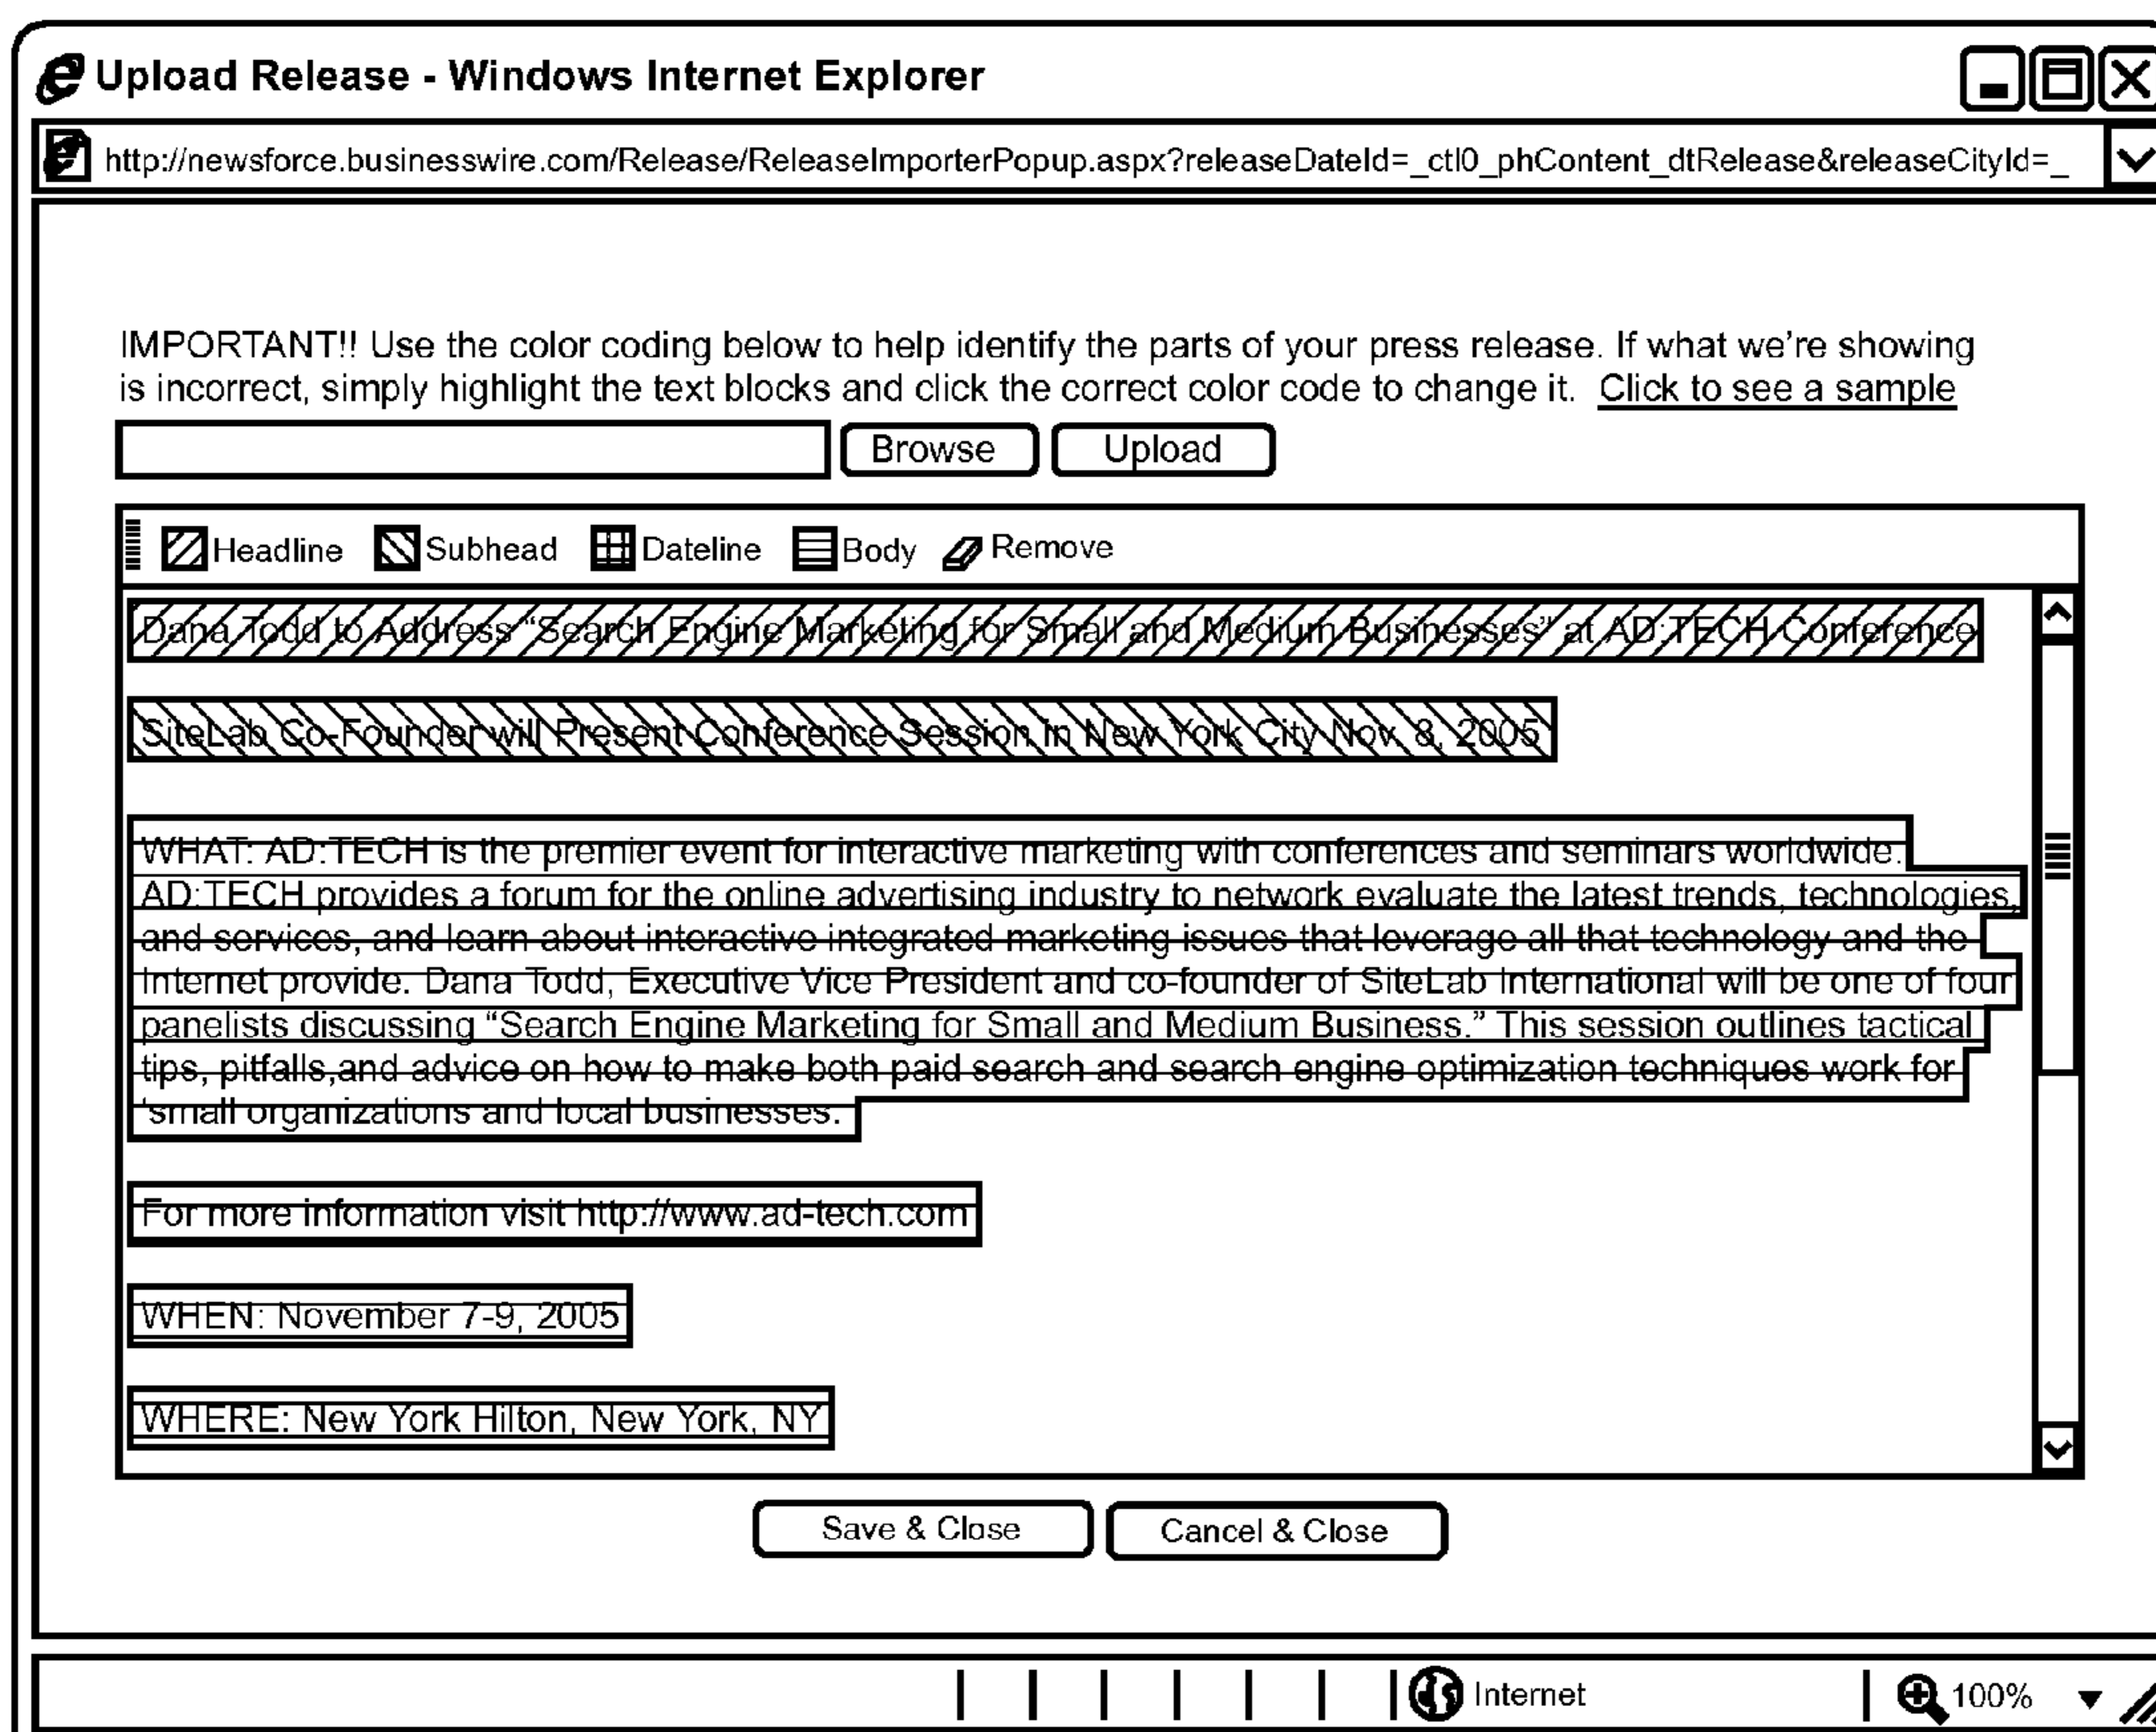 Upload Release - Windows Internet Explorer
http://newsforce.businesswire.com/Release/ReleaseImporterPopup.aspx?releaseDateId=_ctl0_phContent_dtRelease&releaseCityId=_
IMPORTANT!! Use the color coding below to help identify the parts of your press release. If what we're showing
is incorrect, simply highlight the text blocks and click the correct color code to change it. Click to see a sample
Browse Upload
Headline Subhead Dateline Body Remove
Dana Todd to Address “Search Engine Marketing for Small and Medium Businesses” at AD:TECH Conference
SiteLab Co-Founder will Present Conference Session in New York City Nov. 8, 2005
WHAT: AD:TECH is the premier event for interactive marketing with conferences and seminars worldwide.
AD:TECH provides a forum for the online advertising industry to network evaluate the latest trends, technologies,
and services, and learn about interactive integrated marketing issues that leverage all that technology and the
Internet provide. Dana Todd, Executive Vice President and co-founder of SiteLab International will be one of four
panelists discussing “Search Engine Marketing for Small and Medium Business.” This session outlines tactical
tips, pitfalls,and advice on how to make both paid search and search engine optimization techniques work for
‘small organizations and local businesses.
For more information visit http://www.ad-tech.com
WHEN: November 7-9, 2005
WHERE: New York Hilton, New York, NY
Save & Close Cancel & Close
Internet 100%